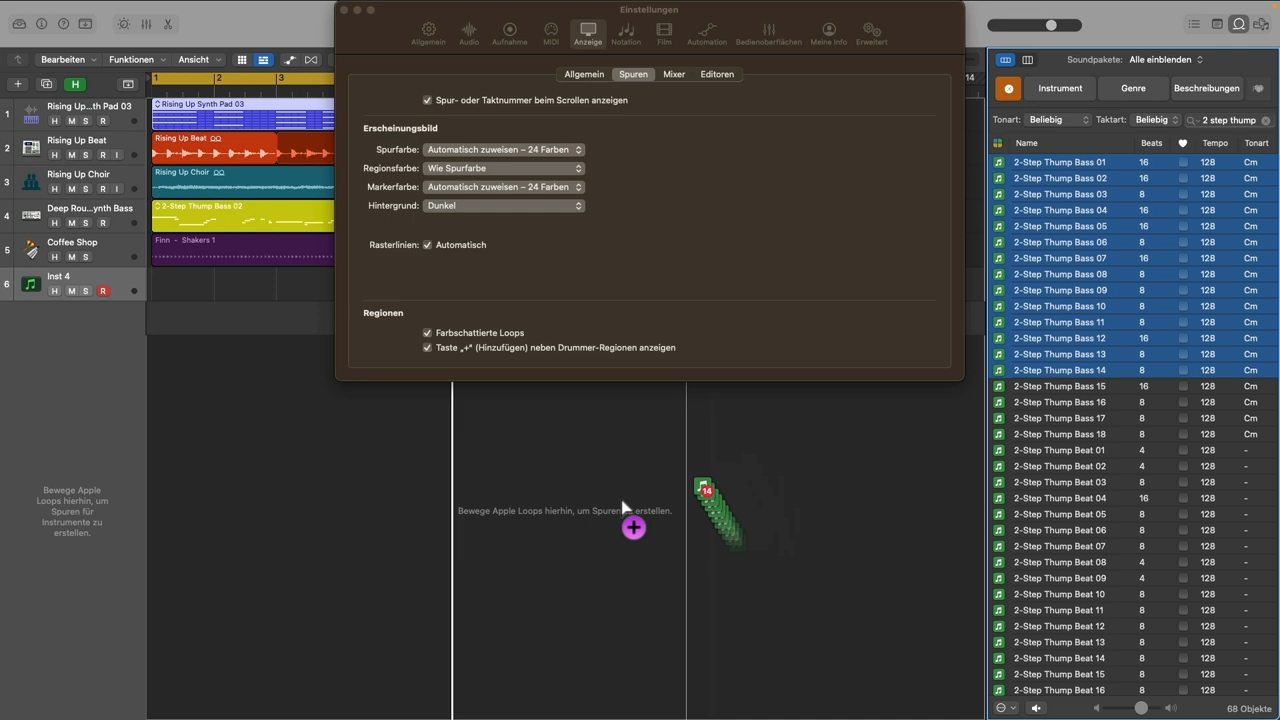 Einstellungen
Allgemein Audio Aufnahme MIDI Anzeige Notation Film Automation Bedienoberflächen Meine Info Erweitert
Allgemein Spuren Mixer Editoren
Spur- oder Taktnummer beim Scrollen anzeigen
Erscheinungsbild
Spurfarbe: Automatisch zuweisen – 24 Farben
Regionsfarbe: Wie Spurfarbe
Markerfarbe: Automatisch zuweisen – 24 Farben
Hintergrund: Dunkel
Rasterlinien: Automatisch
Regionen
Farbschattierte Loops
Taste „+“ (Hinzufügen) neben Drummer-Regionen anzeigen
Bearbeiten Funktionen Ansicht
H
1 2 3
14
1 Rising Up...th Pad 03
H M S
Rising Up Synth Pad 03
2 Rising Up Beat
H M S R I
Rising Up Beat
3 Rising Up Choir
H M S R I
Rising Up Choir
4 Deep Rou...ynth Bass
H M S R
2-Step Thump Bass 02
5 Coffee Shop
H M S
Finn - Shakers 1
6 Inst 4
H M S R
Bewege Apple
Loops hierhin, um
Spuren für
Instrumente zu
erstellen.
Bewege Apple Loops hierhin, um Spuren erstellen.
14
Soundpakete: Alle einblenden
Instrument Genre Beschreibungen
Tonart: Beliebig Taktart: Beliebig 2 step thump
Name Beats Tempo Tonart
2-Step Thump Bass 01 16 128 Cm
2-Step Thump Bass 02 16 128 Cm
2-Step Thump Bass 03 8 128 Cm
2-Step Thump Bass 04 16 128 Cm
2-Step Thump Bass 05 16 128 Cm
2-Step Thump Bass 06 8 128 Cm
2-Step Thump Bass 07 16 128 Cm
2-Step Thump Bass 08 8 128 Cm
2-Step Thump Bass 09 8 128 Cm
2-Step Thump Bass 10 8 128 Cm
2-Step Thump Bass 11 8 128 Cm
2-Step Thump Bass 12 16 128 Cm
2-Step Thump Bass 13 8 128 Cm
2-Step Thump Bass 14 8 128 Cm
2-Step Thump Bass 15 16 128 Cm
2-Step Thump Bass 16 8 128 Cm
2-Step Thump Bass 17 8 128 Cm
2-Step Thump Bass 18 8 128 Cm
2-Step Thump Beat 01 4 128 -
2-Step Thump Beat 02 4 128 -
2-Step Thump Beat 03 8 128 -
2-Step Thump Beat 04 16 128 -
2-Step Thump Beat 05 8 128 -
2-Step Thump Beat 06 8 128 -
2-Step Thump Beat 07 8 128 -
2-Step Thump Beat 08 4 128 -
2-Step Thump Beat 09 4 128 -
2-Step Thump Beat 10 8 128 -
2-Step Thump Beat 11 8 128 -
2-Step Thump Beat 12 8 128 -
2-Step Thump Beat 13 8 128 -
2-Step Thump Beat 14 8 128 -
2-Step Thump Beat 15 8 128 -
2-Step Thump Beat 16 8 128 -
68 Objekte